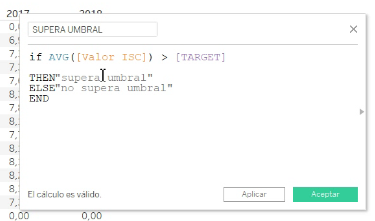 2017 2018
SUPERA UMBRAL
if AVG([Valor ISC]) > [TARGET]
THEN"supera umbral"
ELSE"no supera umbral"
END
El cálculo es válido. Aplicar Aceptar
0,00 0,00